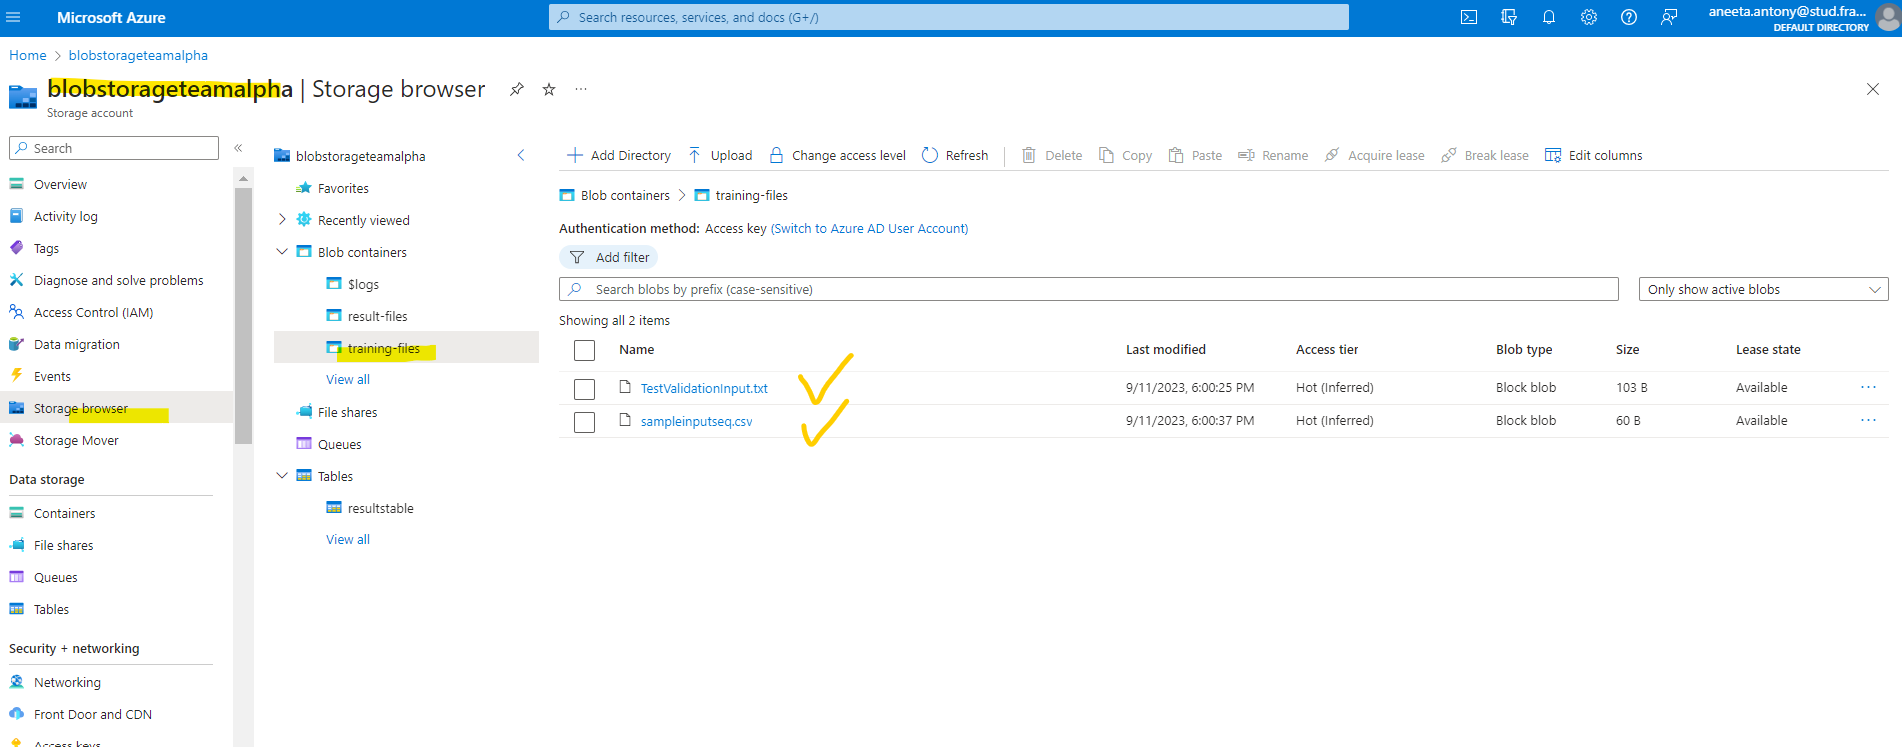 Microsoft Azure
Search resources, services, and docs (G+/)
aneeta.antony@stud.fra...
DEFAULT DIRECTORY
Home > blobstorageteamalpha
blobstorageteamalpha | Storage browser
Storage account
Search
Overview
Activity log
Tags
Diagnose and solve problems
Access Control (IAM)
Data migration
Events
Storage browser
Storage Mover
Data storage
Containers
File shares
Queues
Tables
Security + networking
Networking
Front Door and CDN
Access keys
blobstorageteamalpha
Favorites
Recently viewed
Blob containers
$logs
result-files
training-files
View all
File shares
Queues
Tables
resultstable
View all
Add Directory Upload Change access level Refresh Delete Copy Paste Rename Acquire lease Break lease Edit columns
Blob containers > training-files
Authentication method: Access key (Switch to Azure AD User Account)
Add filter
Search blobs by prefix (case-sensitive)
Only show active blobs
Showing all 2 items
Name Last modified Access tier Blob type Size Lease state
TestValidationInput.txt 9/11/2023, 6:00:25 PM Hot (Inferred) Block blob 103 B Available
sampleinputseq.csv 9/11/2023, 6:00:37 PM Hot (Inferred) Block blob 60 B Available